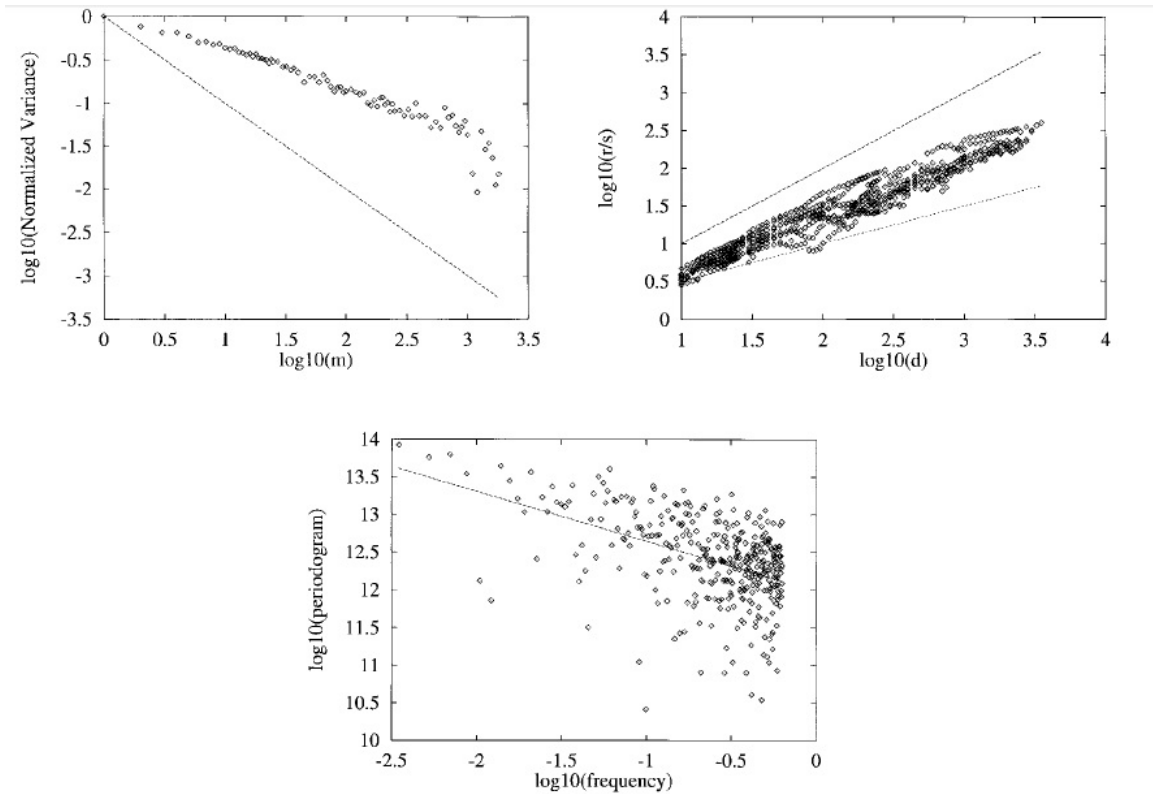 log10(Normalized Variance)
0
-0.5
-1
-1.5
-2
-2.5
-3
-3.5
0 0.5 1 1.5 2 2.5 3 3.5
log10(m)
log10(r/s)
4
3.5
3
2.5
2
1.5
1
0.5
0
1 1.5 2 2.5 3 3.5 4
log10(d)
log10(periodogram)
14
13.5
13
12.5
12
11.5
11
10.5
10
-2.5 -2 -1.5 -1 -0.5 0
log10(frequency)